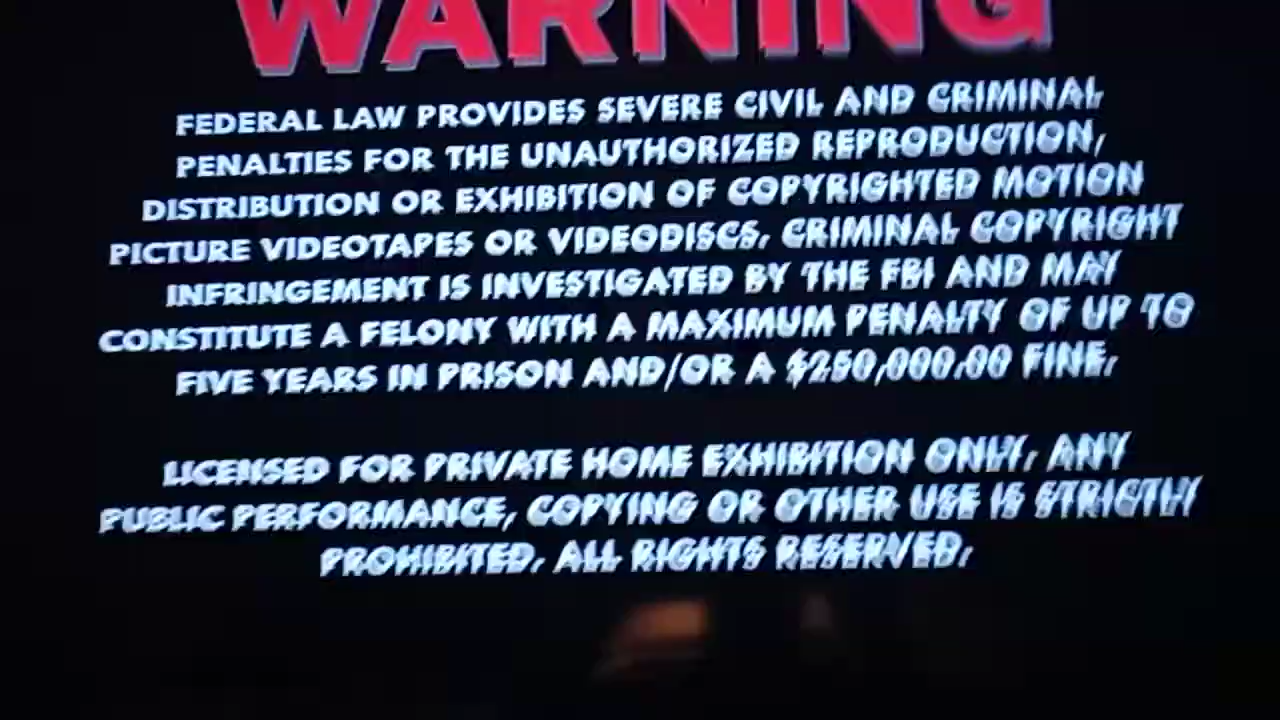 WARNING
FEDERAL LAW PROVIDES SEVERE CIVIL AND CRIMINAL
PENALTIES FOR THE UNAUTHORIZED REPRODUCTION,
DISTRIBUTION OR EXHIBITION OF COPYRIGHTED MOTION
PICTURE VIDEOTAPES OR VIDEODISCS. CRIMINAL COPYRIGHT
INFRINGEMENT IS INVESTIGATED BY THE FBI AND MAY
CONSTITUTE A FELONY WITH A MAXIMUM PENALTY OF UP TO
FIVE YEARS IN PRISON AND/OR A $250,000.00 FINE.
LICENSED FOR PRIVATE HOME EXHIBITION ONLY. ANY
PUBLIC PERFORMANCE, COPYING OR OTHER USE IS STRICTLY
PROHIBITED. ALL RIGHTS RESERVED.